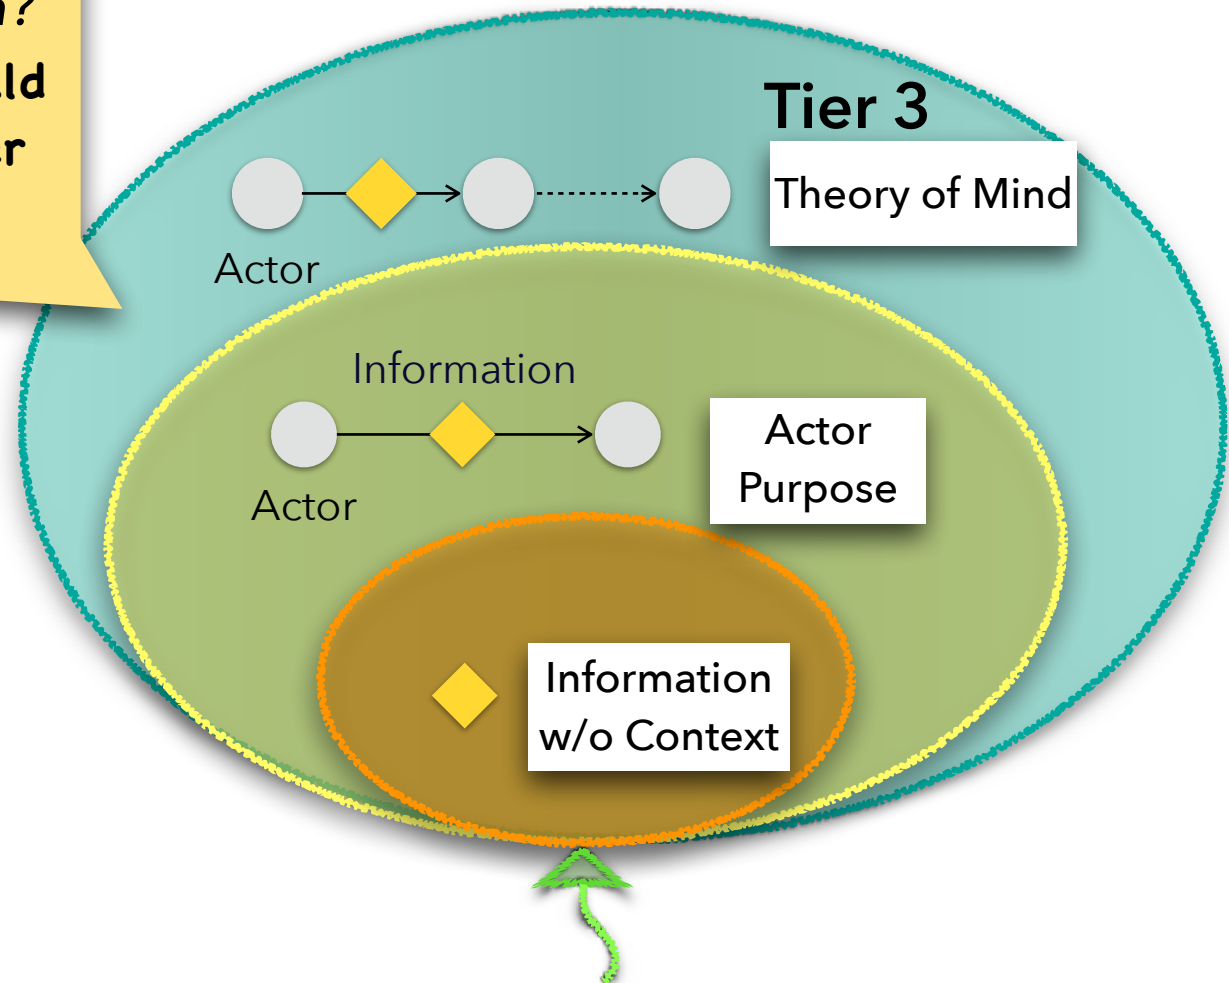 Tier 3
Theory of Mind
Actor
Information
Actor
Purpose
Actor
Information
w/o Context